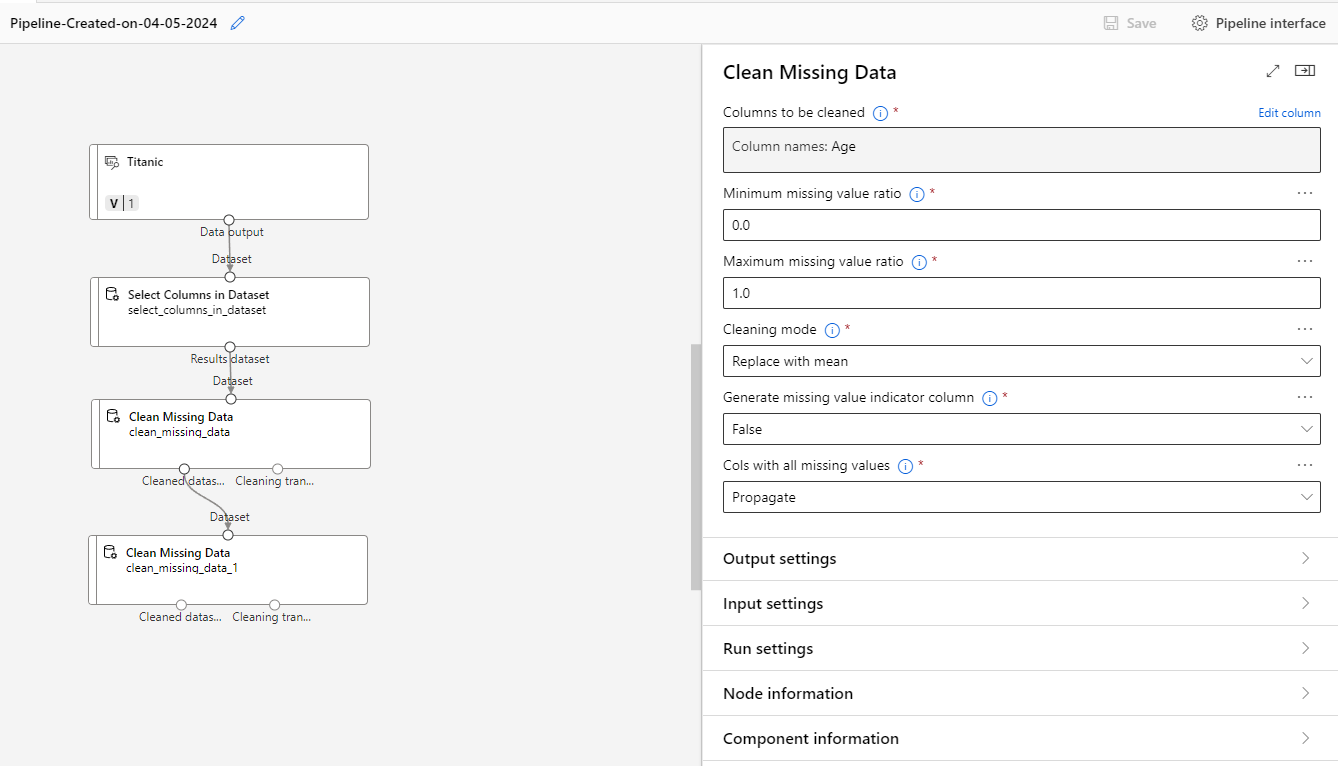 Pipeline-Created-on-04-05-2024
Save
Pipeline interface
Titanic
V | 1
Data output
Dataset
Select Columns in Dataset
select_columns_in_dataset
Results dataset
Dataset
Clean Missing Data
clean_missing_data
Cleaned datas... Cleaning tran...
Dataset
Clean Missing Data
clean_missing_data_1
Cleaned datas... Cleaning tran...
Clean Missing Data
Columns to be cleaned *
Edit column
Column names: Age
Minimum missing value ratio * ...
0.0
Maximum missing value ratio * ...
1.0
Cleaning mode * ...
Replace with mean
Generate missing value indicator column * ...
False
Cols with all missing values * ...
Propagate
Output settings
Input settings
Run settings
Node information
Component information